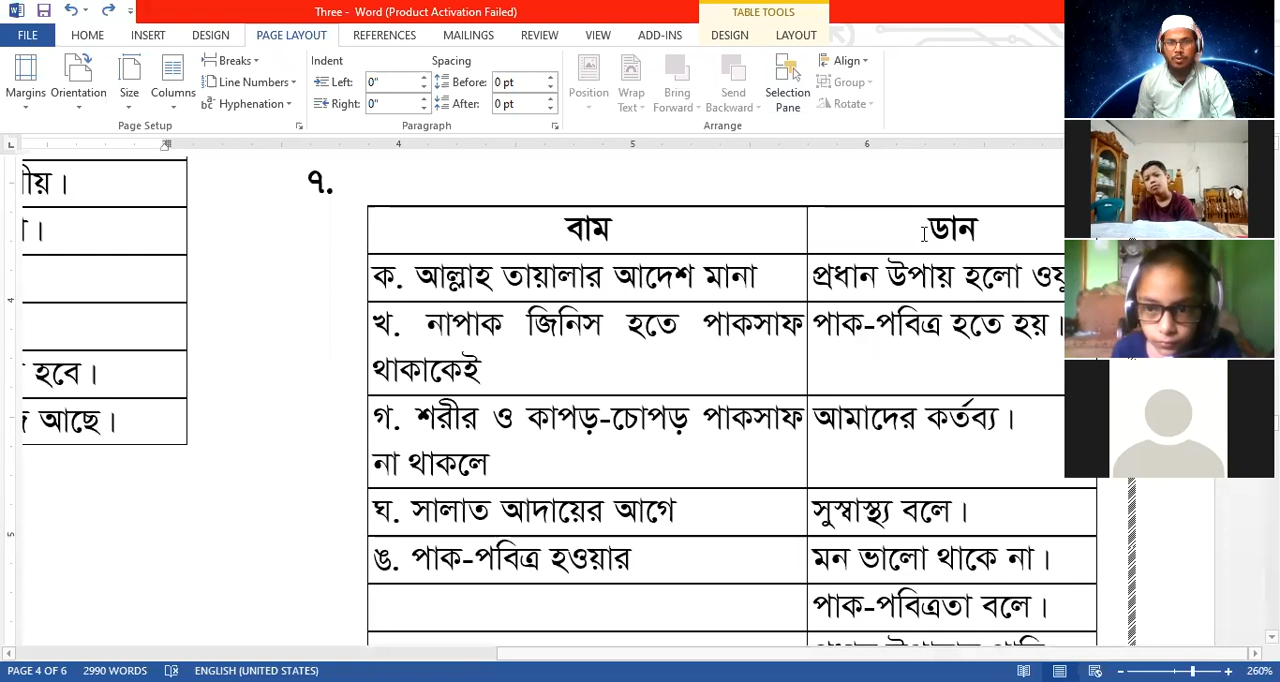 Three - Word (Product Activation Failed)
TABLE TOOLS
FILE HOME INSERT DESIGN PAGE LAYOUT REFERENCES MAILINGS REVIEW VIEW ADD-INS DESIGN LAYOUT
Margins Orientation Size Columns
Breaks
Line Numbers
Hyphenation
Page Setup
Indent Spacing
Left: 0" Before: 0 pt
Right: 0" After: 0 pt
Paragraph
Position Wrap Text Bring Forward Send Backward Selection Pane
Align
Group
Rotate
Arrange
4 5 6
হবে।
আছে।
৭.
বাম ডান
ক. আল্লাহ তায়ালার আদেশ মানা প্রধান উপায় হলো
খ. নাপাক জিনিস হতে পাকসাফ পাক-পবিত্র হতে হয়।
থাকাকেই
গ. শরীর ও কাপড়-চোপড় পাকসাফ আমাদের কর্তব্য।
না থাকলে
ঘ. সালাত আদায়ের আগে সুস্বাস্থ্য বলে।
ঙ. পাক-পবিত্র হওয়ার মন ভালো থাকে না।
পাক-পবিত্রতা বলে।
PAGE 4 OF 6 2990 WORDS ENGLISH (UNITED STATES) 260%